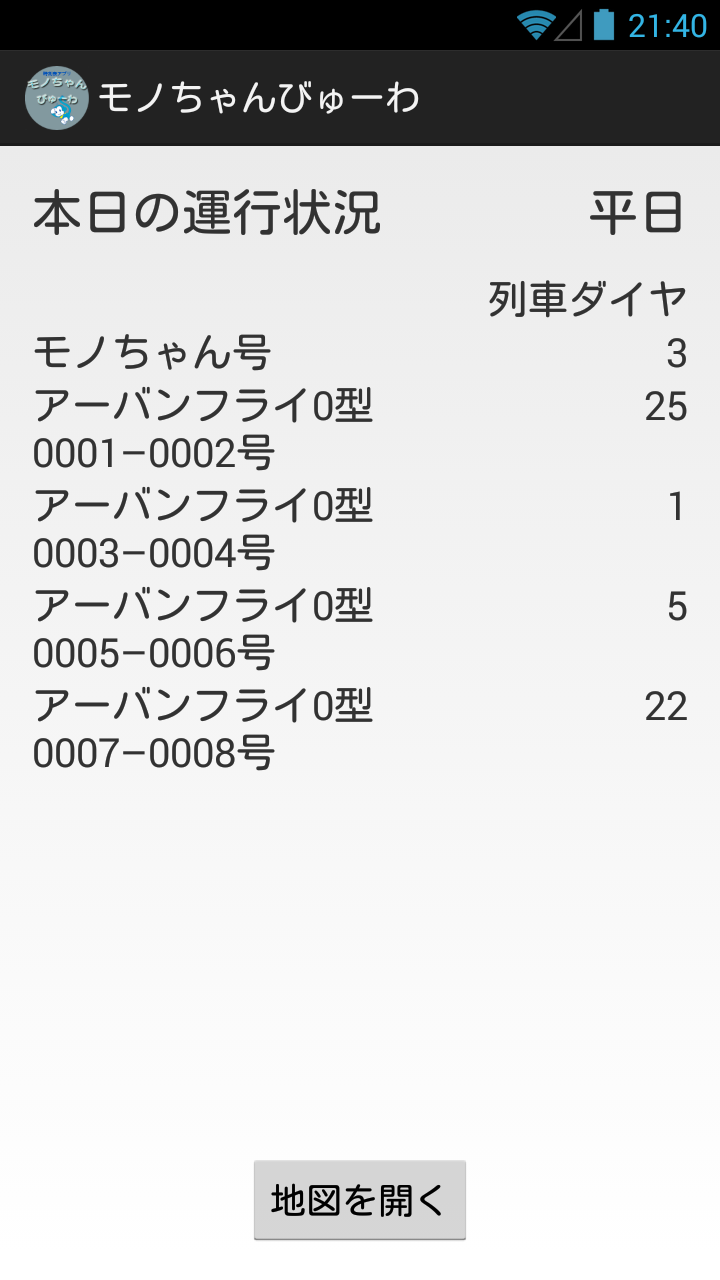 21:40
モノちゃん
びゅーわ
モノちゃんびゅーわ
本日の運行状況 平日
列車ダイヤ
モノちゃん号 3
アーバンフライ0型 25
0001−0002号
アーバンフライ0型 1
0003−0004号
アーバンフライ0型 5
0005−0006号
アーバンフライ0型 22
0007−0008号
地図を開く